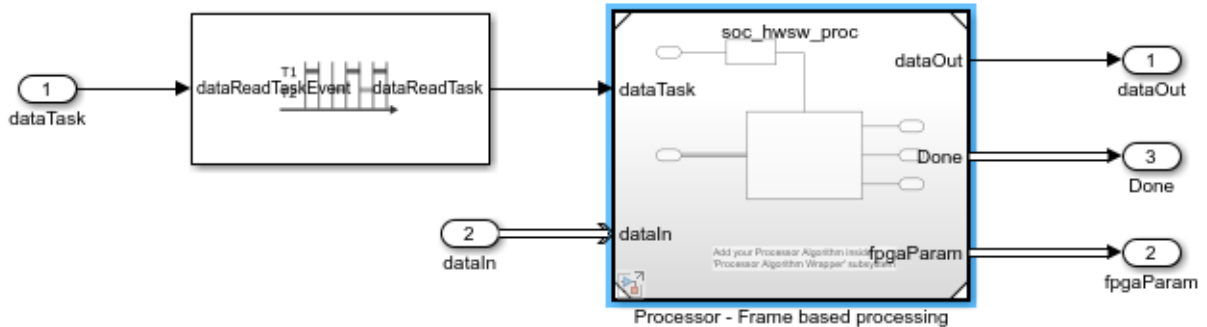 1
dataTask
dataReadTaskEvent
T1
T2
dataReadTask
2
dataIn
soc_hwsw_proc
dataTask
dataIn
dataOut
Done
fpgaParam
Add your Processor Algorithm inside
'Processor Algorithm Wrapper' subsystem
Processor - Frame based processing
1
dataOut
3
Done
2
fpgaParam